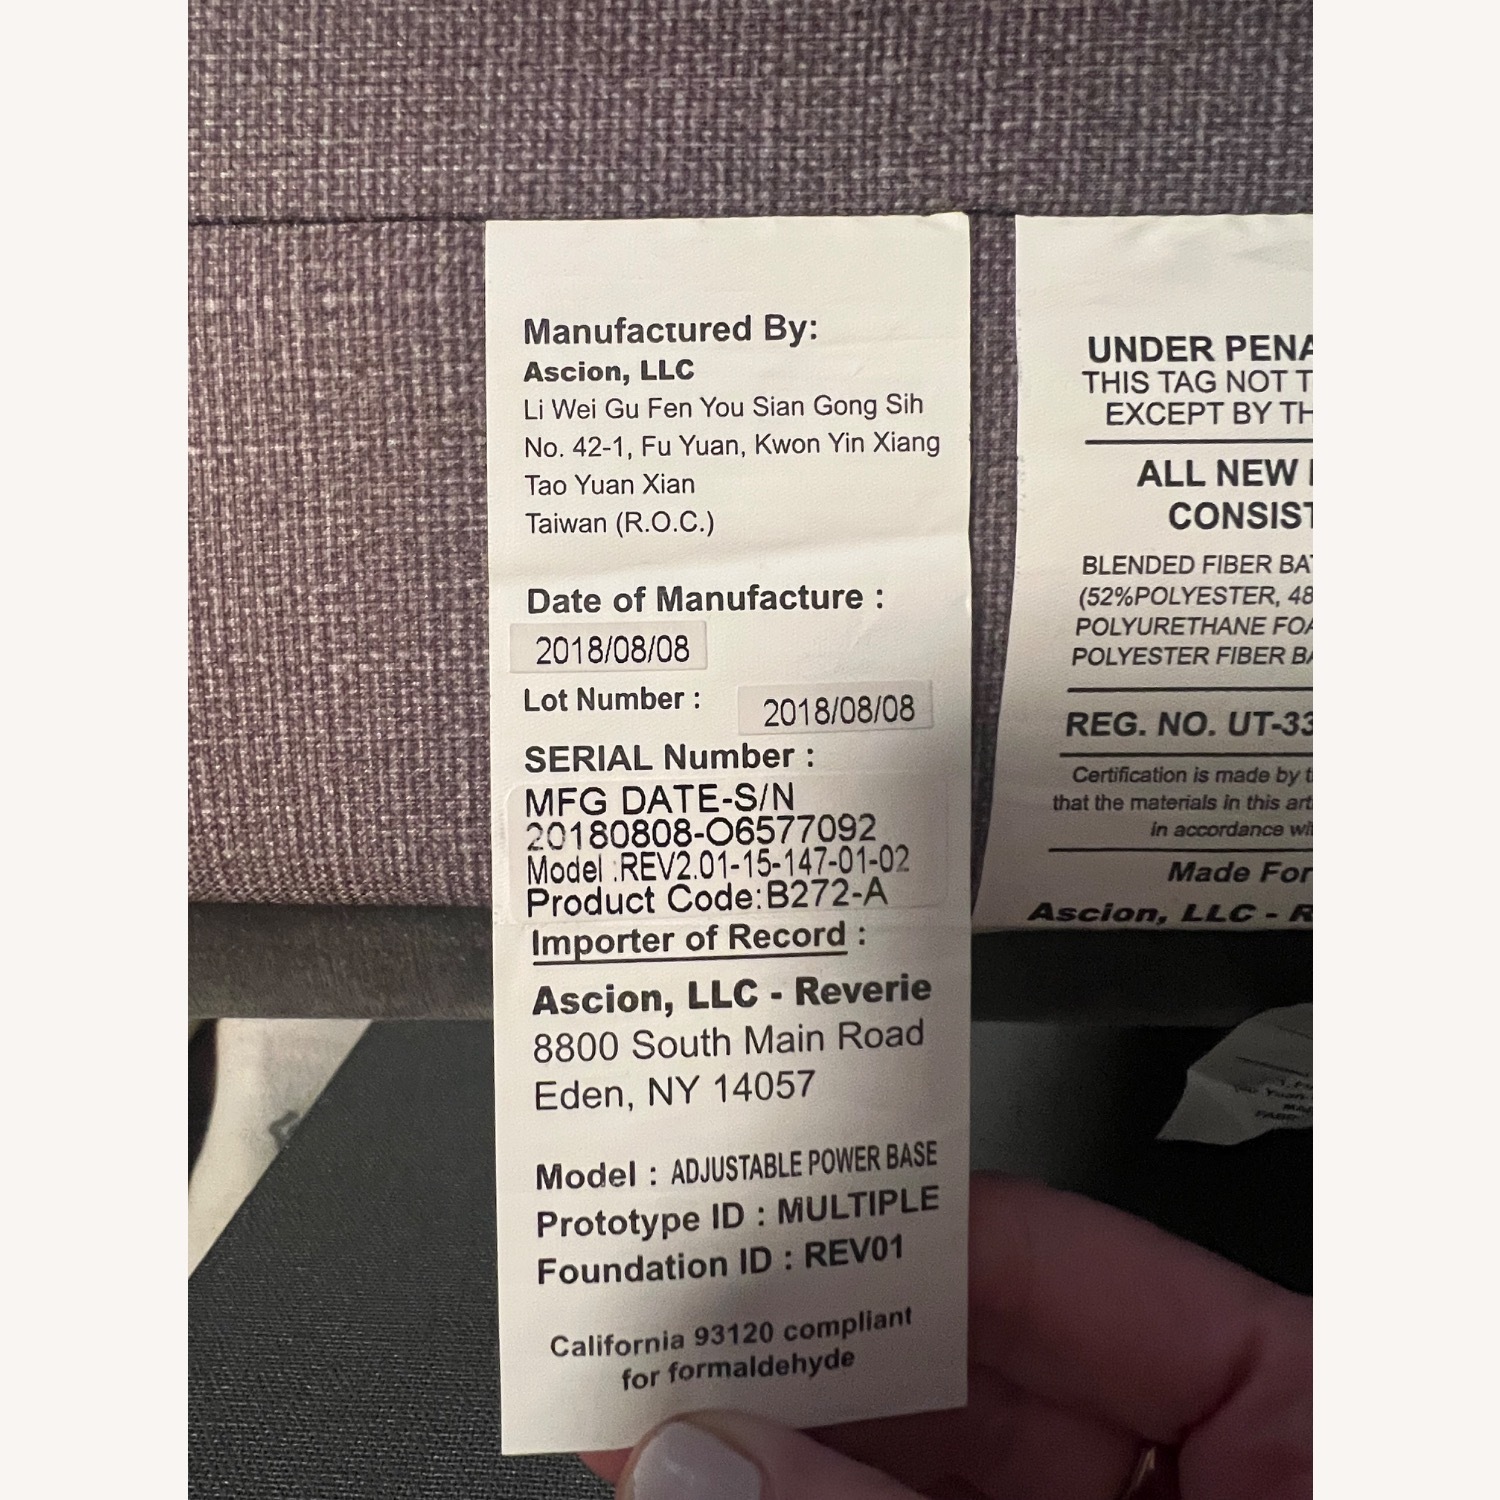 Manufactured By:
Ascion, LLC
Li Wei Gu Fen You Sian Gong Sih
No. 42-1, Fu Yuan, Kwon Yin Xiang
Tao Yuan Xian
Taiwan (R.O.C.)
Date of Manufacture :
2018/08/08
Lot Number : 2018/08/08
SERIAL Number :
MFG DATE-S/N
20180808-O6577092
Model :REV2.01-15-147-01-02
Product Code:B272-A
Importer of Record :
Ascion, LLC - Reverie
8800 South Main Road
Eden, NY 14057
Model : ADJUSTABLE POWER BASE
Prototype ID : MULTIPLE
Foundation ID : REV01
California 93120 compliant
for formaldehyde
UNDER PENA
THIS TAG NOT T
EXCEPT BY TH
ALL NEW
CONSIST
BLENDED FIBER BA
(52%POLYESTER, 48
POLYURETHANE FOA
POLYESTER FIBER BA
REG. NO. UT-33
Certification is made by t
that the materials in this art
in accordance wi
Made For
Ascion, LLC - R